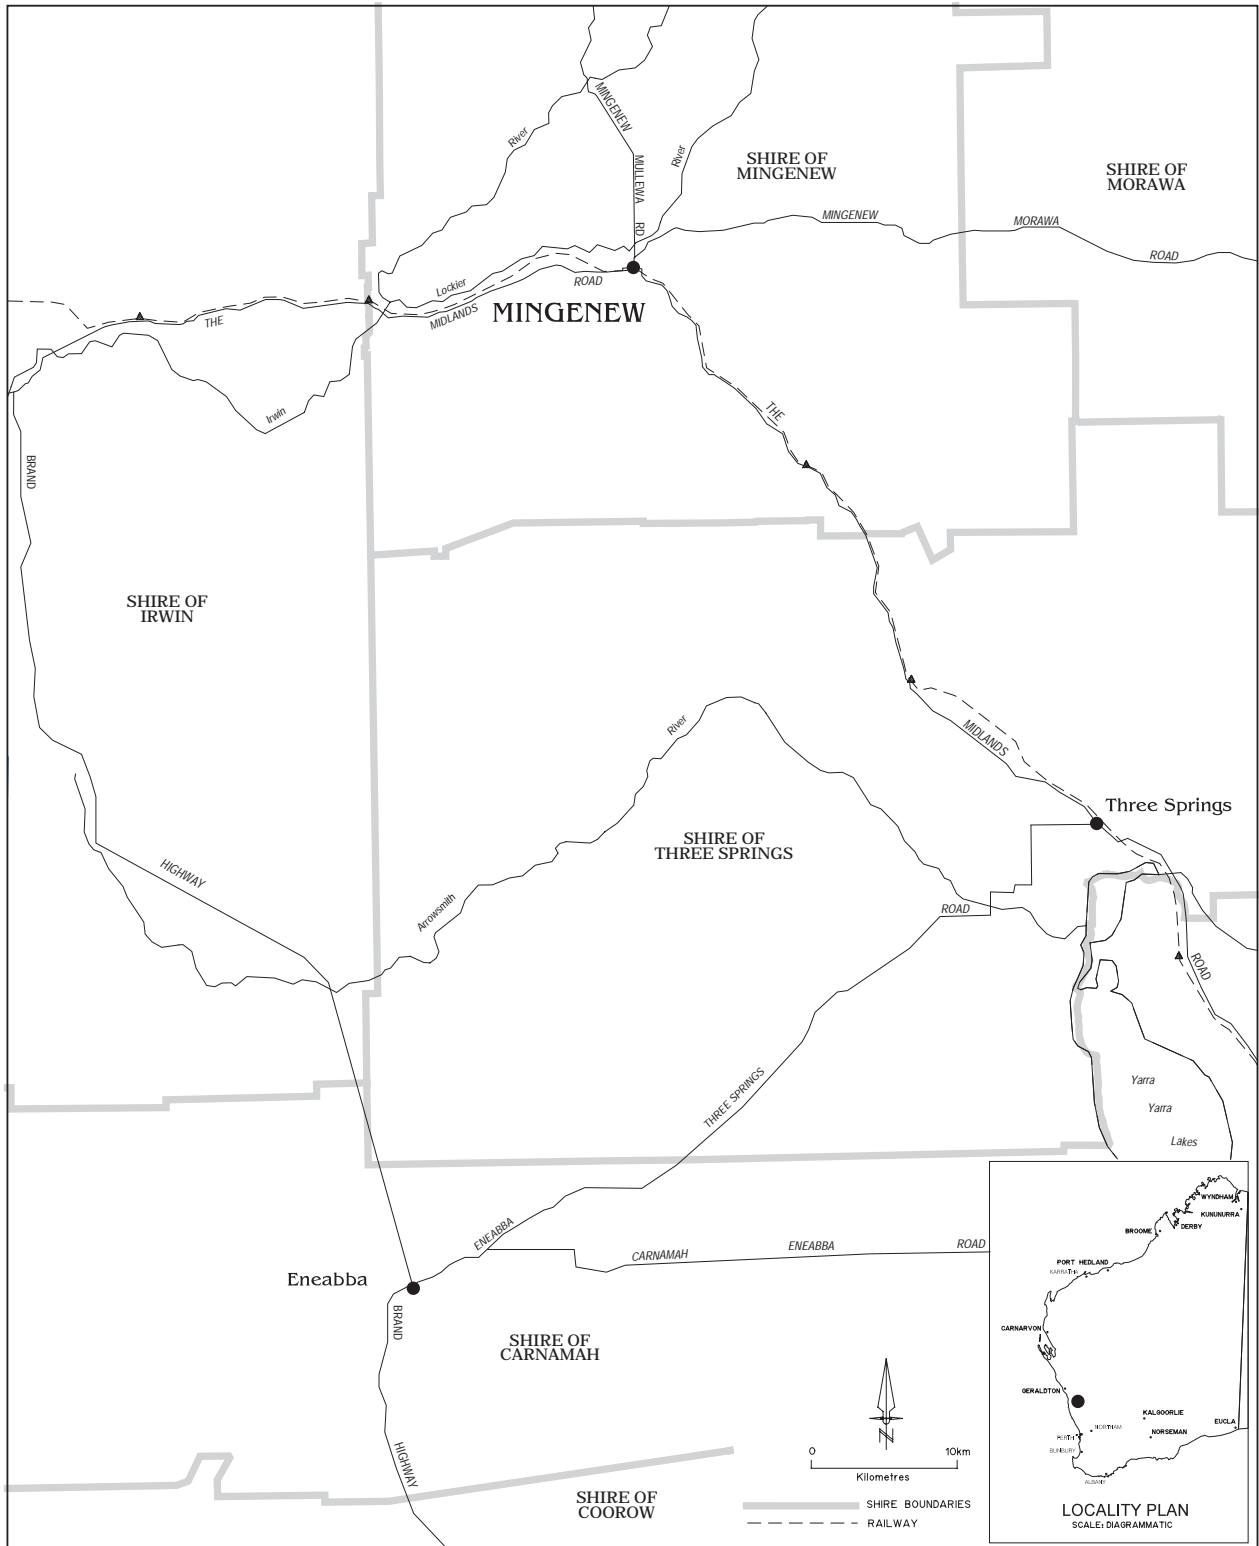 MINGENEW
MULLEWA
RD
River
River
SHIRE OF
MINGENEW
SHIRE OF
MORAWA
MINGENEW
MORAWA
ROAD
Lockier
ROAD
THE
MIDLANDS
MINGENEW
Irwin
THE
BRAND
SHIRE OF
IRWIN
River
MIDLANDS
Three Springs
SHIRE OF
THREE SPRINGS
HIGHWAY
Arrowsmith
ROAD
ROAD
Yarra
Yarra
Lakes
THREE SPRINGS
ENEABBA
CARNAMAH
ENEABBA
ROAD
Eneabba
BRAND
SHIRE OF
CARNAMAH
HIGHWAY
SHIRE OF
COOROW
N
0
10km
Kilometres
SHIRE BOUNDARIES
RAILWAY
WYNDHAM
KUNUNURRA
DERBY
BROOME
PORT HEDLAND
KARRATHA
CARNARVON
GERALDTON
KALGOORLIE
EUCLA
NORTHAM
NORSEMAN
PERTH
BUNBURY
ALBANY
LOCALITY PLAN
SCALE: DIAGRAMMATIC